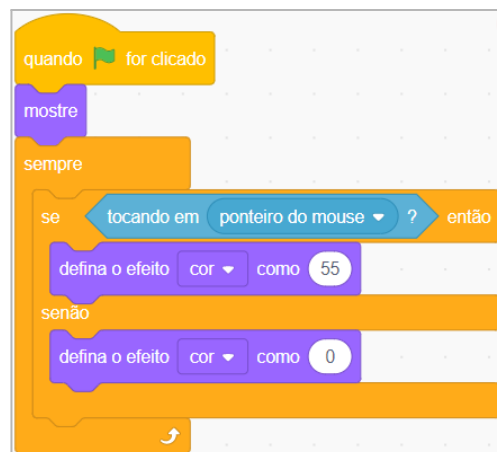 quando for clicado
mostre
sempre
se tocando em ponteiro do mouse ? então
defina o efeito cor como 55
senão
defina o efeito cor como 0